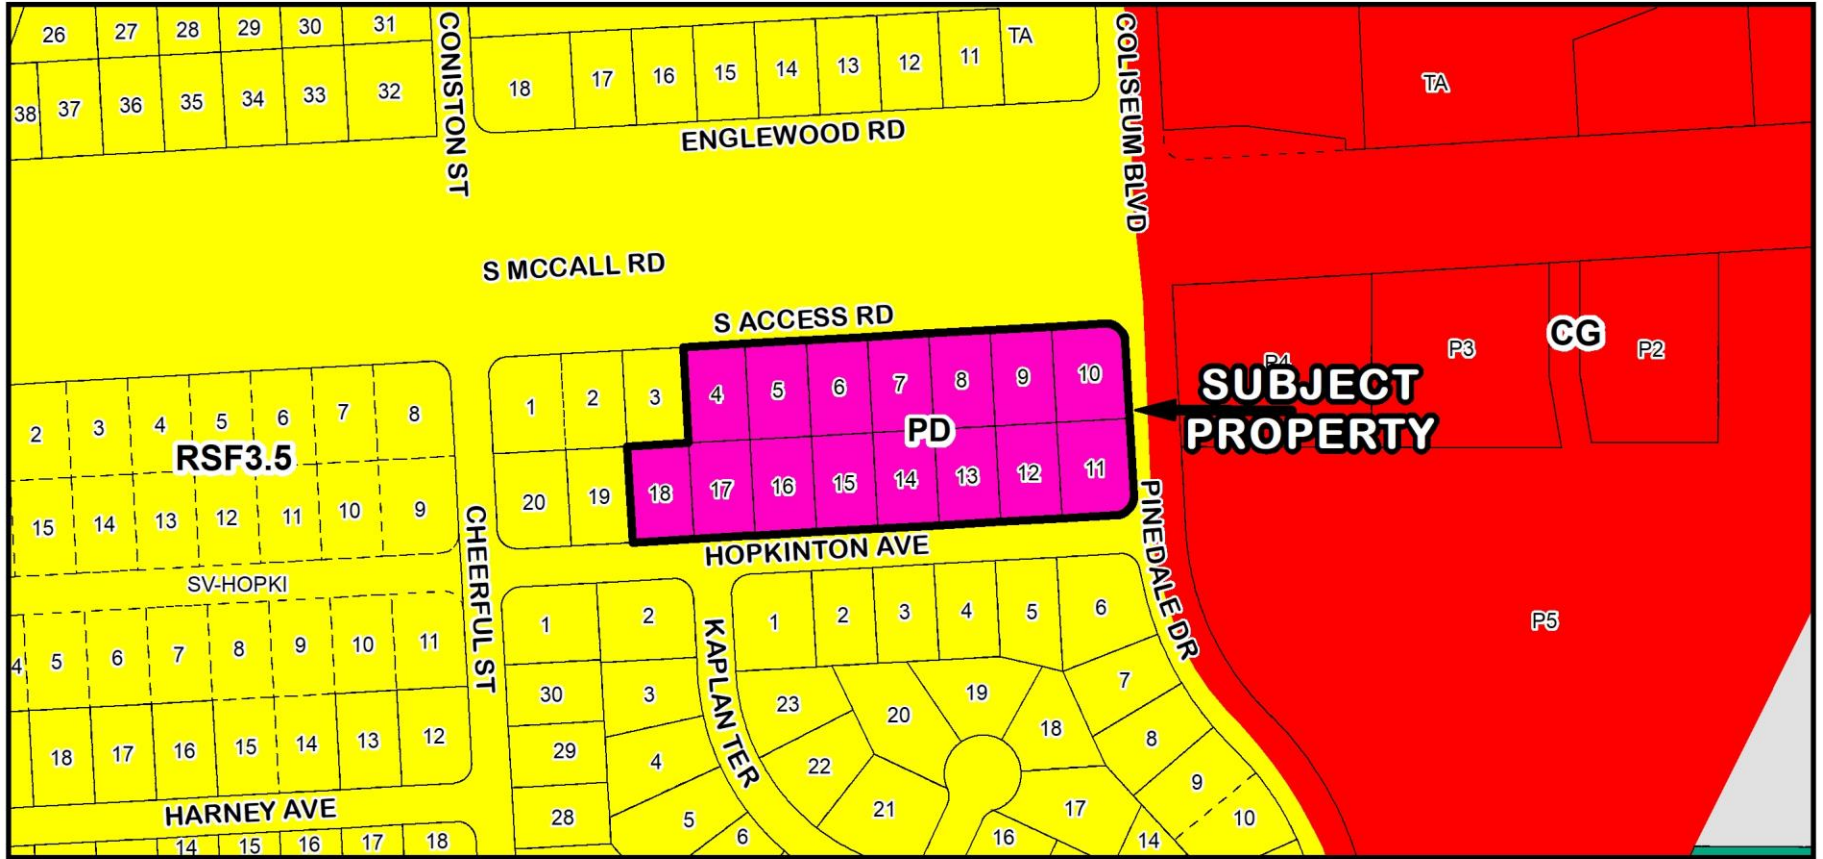 26 27 28 29 30 31
38 37 36 35 34 33 32
CONISTON ST
18 17 16 15 14 13 12 11 TA
ENGLEWOOD RD
COLISEUM BLVD
TA
S MCCALL RD
S ACCESS RD
2 3 4 5 6 7 8
RSF3.5
15 14 13 12 11 10 9
1 2 3 4 5 6 7 8 9 10
PD
20 19 18 17 16 15 14 13 12 11
P4 P3 CG P2
SUBJECT
PROPERTY
CHEERFUL ST
HOPKINTON AVE
PINEDALE DR
SV-HOPKI
4 5 6 7 8 9 10 11
18 17 16 15 14 13 12
HARNEY AVE
14 15 16 17 18
1 2
30 3
29 4
28 5 6
KAPLAN TER
1 2 3 4 5 6
23 20 19 18 7
22 21 17 8
16 14 9 10
P5